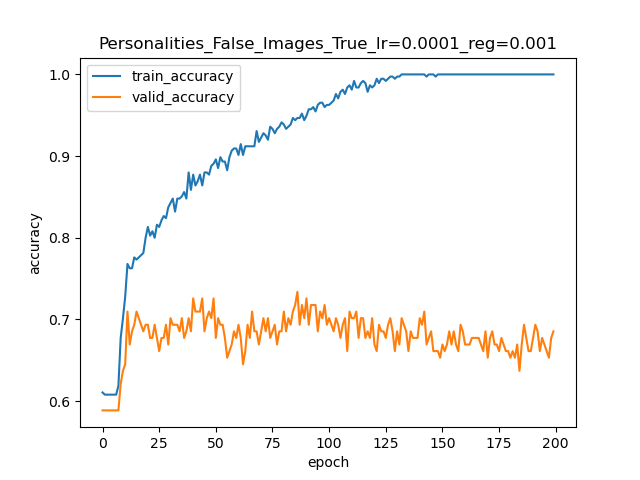 Personalities_False_Images_True_lr=0.0001_reg=0.001
train_accuracy
valid_accuracy
1.0
0.9
0.8
0.7
0.6
accuracy
0 25 50 75 100 125 150 175 200
epoch